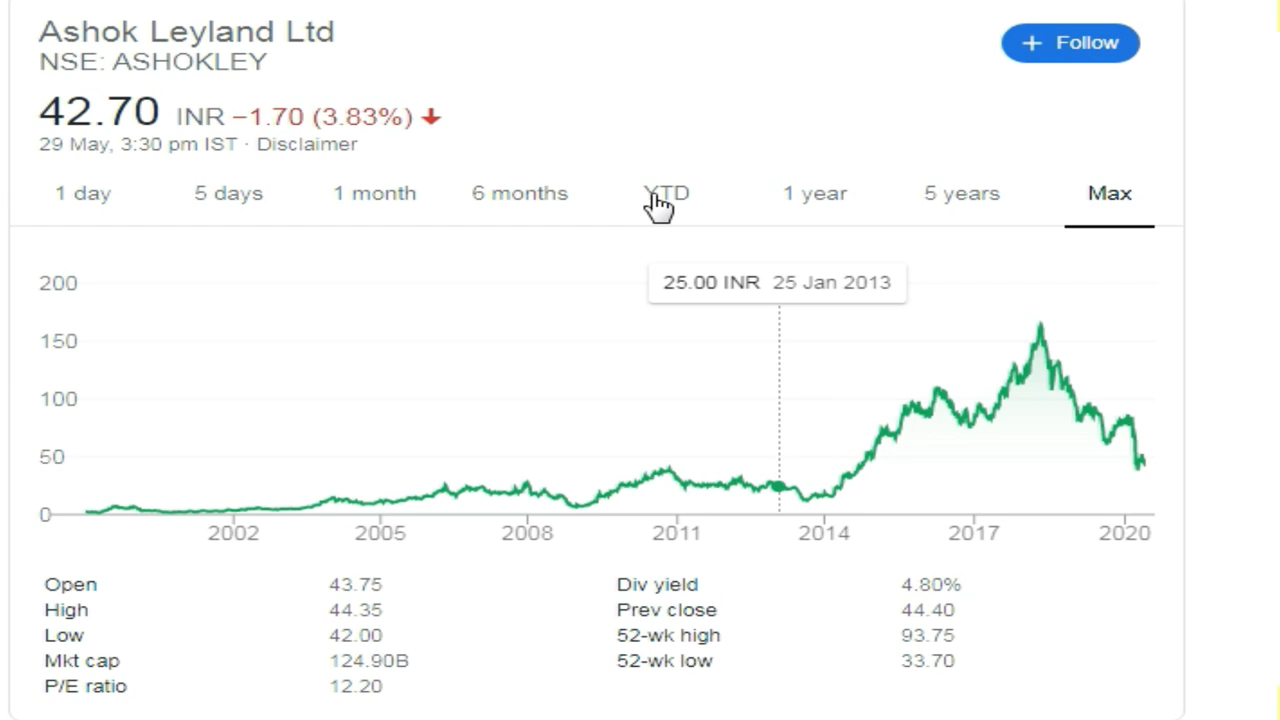 Ashok Leyland Ltd
NSE: ASHOKLEY
+ Follow
42.70 INR −1.70 (3.83%)
29 May, 3:30 pm IST · Disclaimer
1 day 5 days 1 month 6 months YTD 1 year 5 years Max
25.00 INR 25 Jan 2013
200
150
100
50
0
2002 2005 2008 2011 2014 2017 2020
Open 43.75 Div yield 4.80%
High 44.35 Prev close 44.40
Low 42.00 52-wk high 93.75
Mkt cap 124.90B 52-wk low 33.70
P/E ratio 12.20